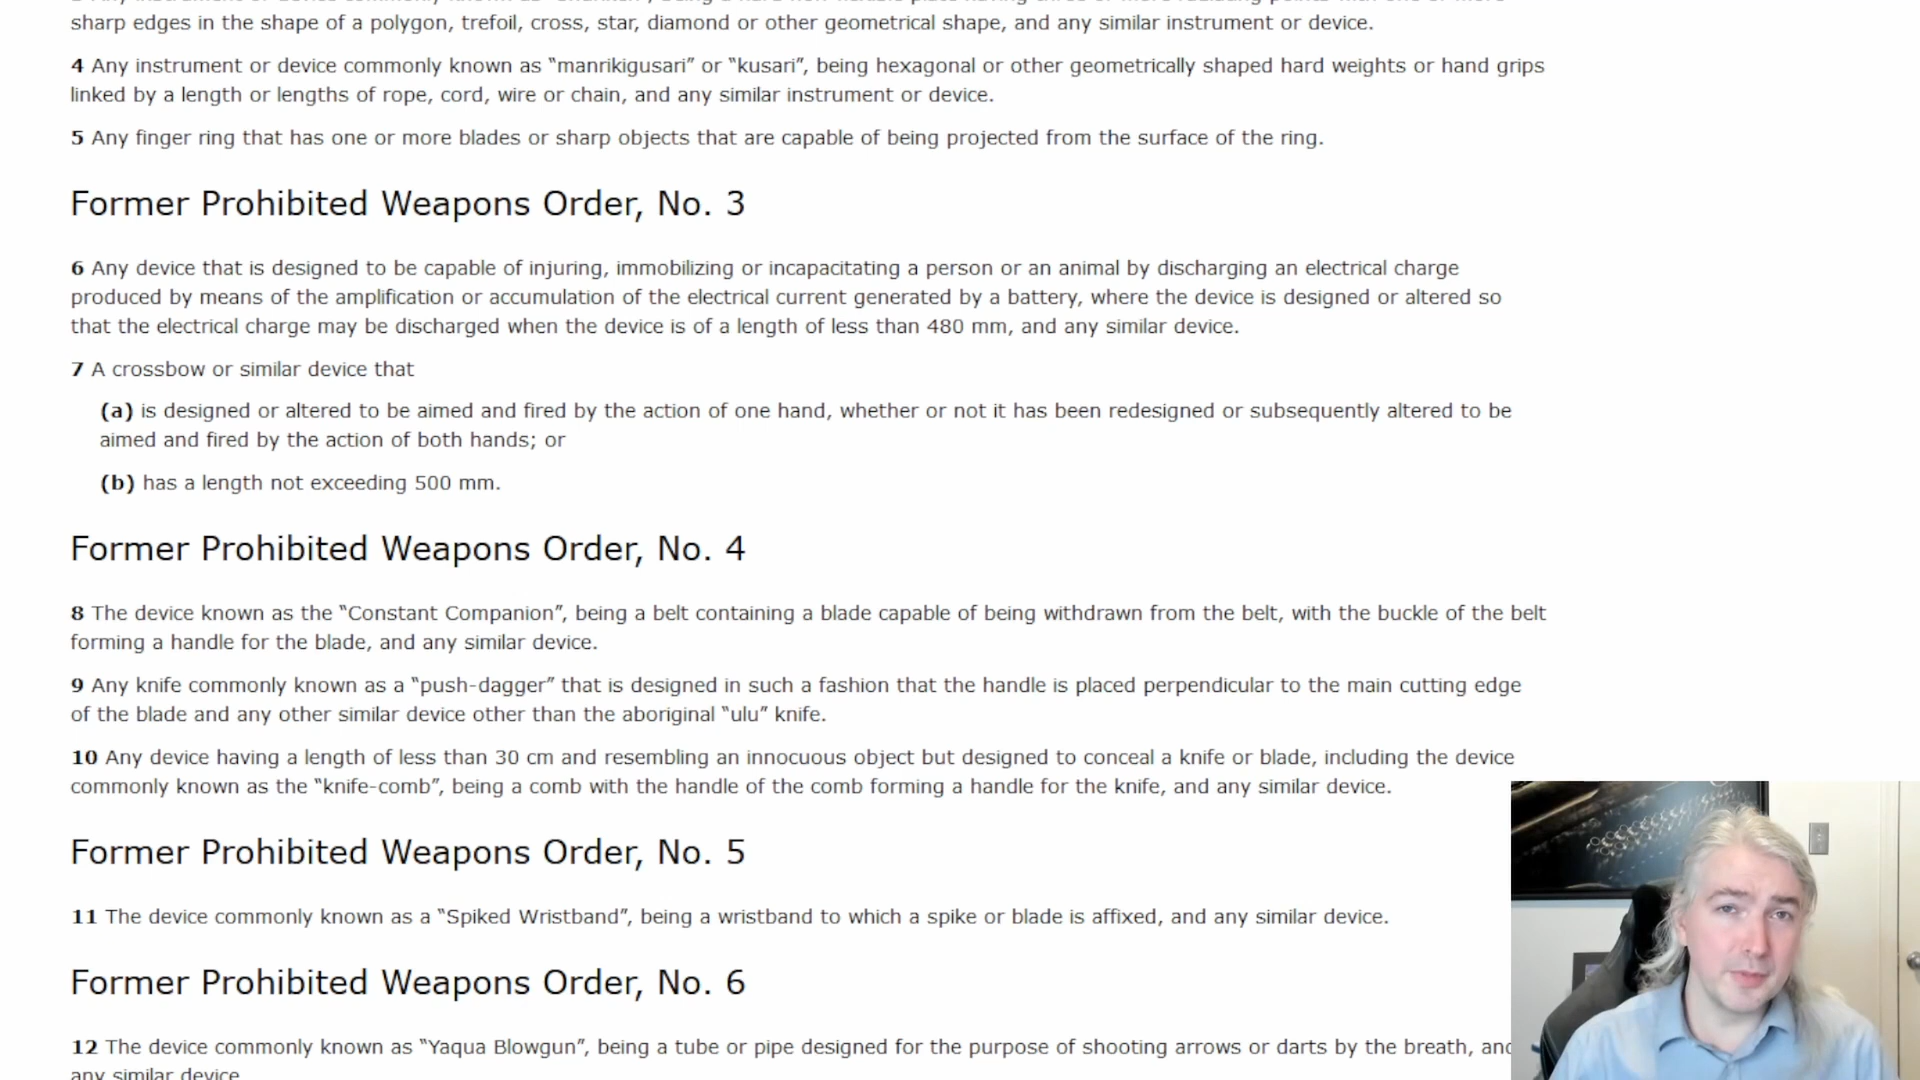 sharp edges in the shape of a polygon, trefoil, cross, star, diamond or other geometrical shape, and any similar instrument or device.
4 Any instrument or device commonly known as “manrikigusari” or “kusari”, being hexagonal or other geometrically shaped hard weights or hand grips
linked by a length or lengths of rope, cord, wire or chain, and any similar instrument or device.
5 Any finger ring that has one or more blades or sharp objects that are capable of being projected from the surface of the ring.
Former Prohibited Weapons Order, No. 3
6 Any device that is designed to be capable of injuring, immobilizing or incapacitating a person or an animal by discharging an electrical charge
produced by means of the amplification or accumulation of the electrical current generated by a battery, where the device is designed or altered so
that the electrical charge may be discharged when the device is of a length of less than 480 mm, and any similar device.
7 A crossbow or similar device that
(a) is designed or altered to be aimed and fired by the action of one hand, whether or not it has been redesigned or subsequently altered to be
aimed and fired by the action of both hands; or
(b) has a length not exceeding 500 mm.
Former Prohibited Weapons Order, No. 4
8 The device known as the “Constant Companion”, being a belt containing a blade capable of being withdrawn from the belt, with the buckle of the belt
forming a handle for the blade, and any similar device.
9 Any knife commonly known as a “push-dagger” that is designed in such a fashion that the handle is placed perpendicular to the main cutting edge
of the blade and any other similar device other than the aboriginal “ulu” knife.
10 Any device having a length of less than 30 cm and resembling an innocuous object but designed to conceal a knife or blade, including the device
commonly known as the “knife-comb”, being a comb with the handle of the comb forming a handle for the knife, and any similar device.
Former Prohibited Weapons Order, No. 5
11 The device commonly known as a “Spiked Wristband”, being a wristband to which a spike or blade is affixed, and any similar device.
Former Prohibited Weapons Order, No. 6
12 The device commonly known as “Yaqua Blowgun”, being a tube or pipe designed for the purpose of shooting arrows or darts by the breath, and
any similar device